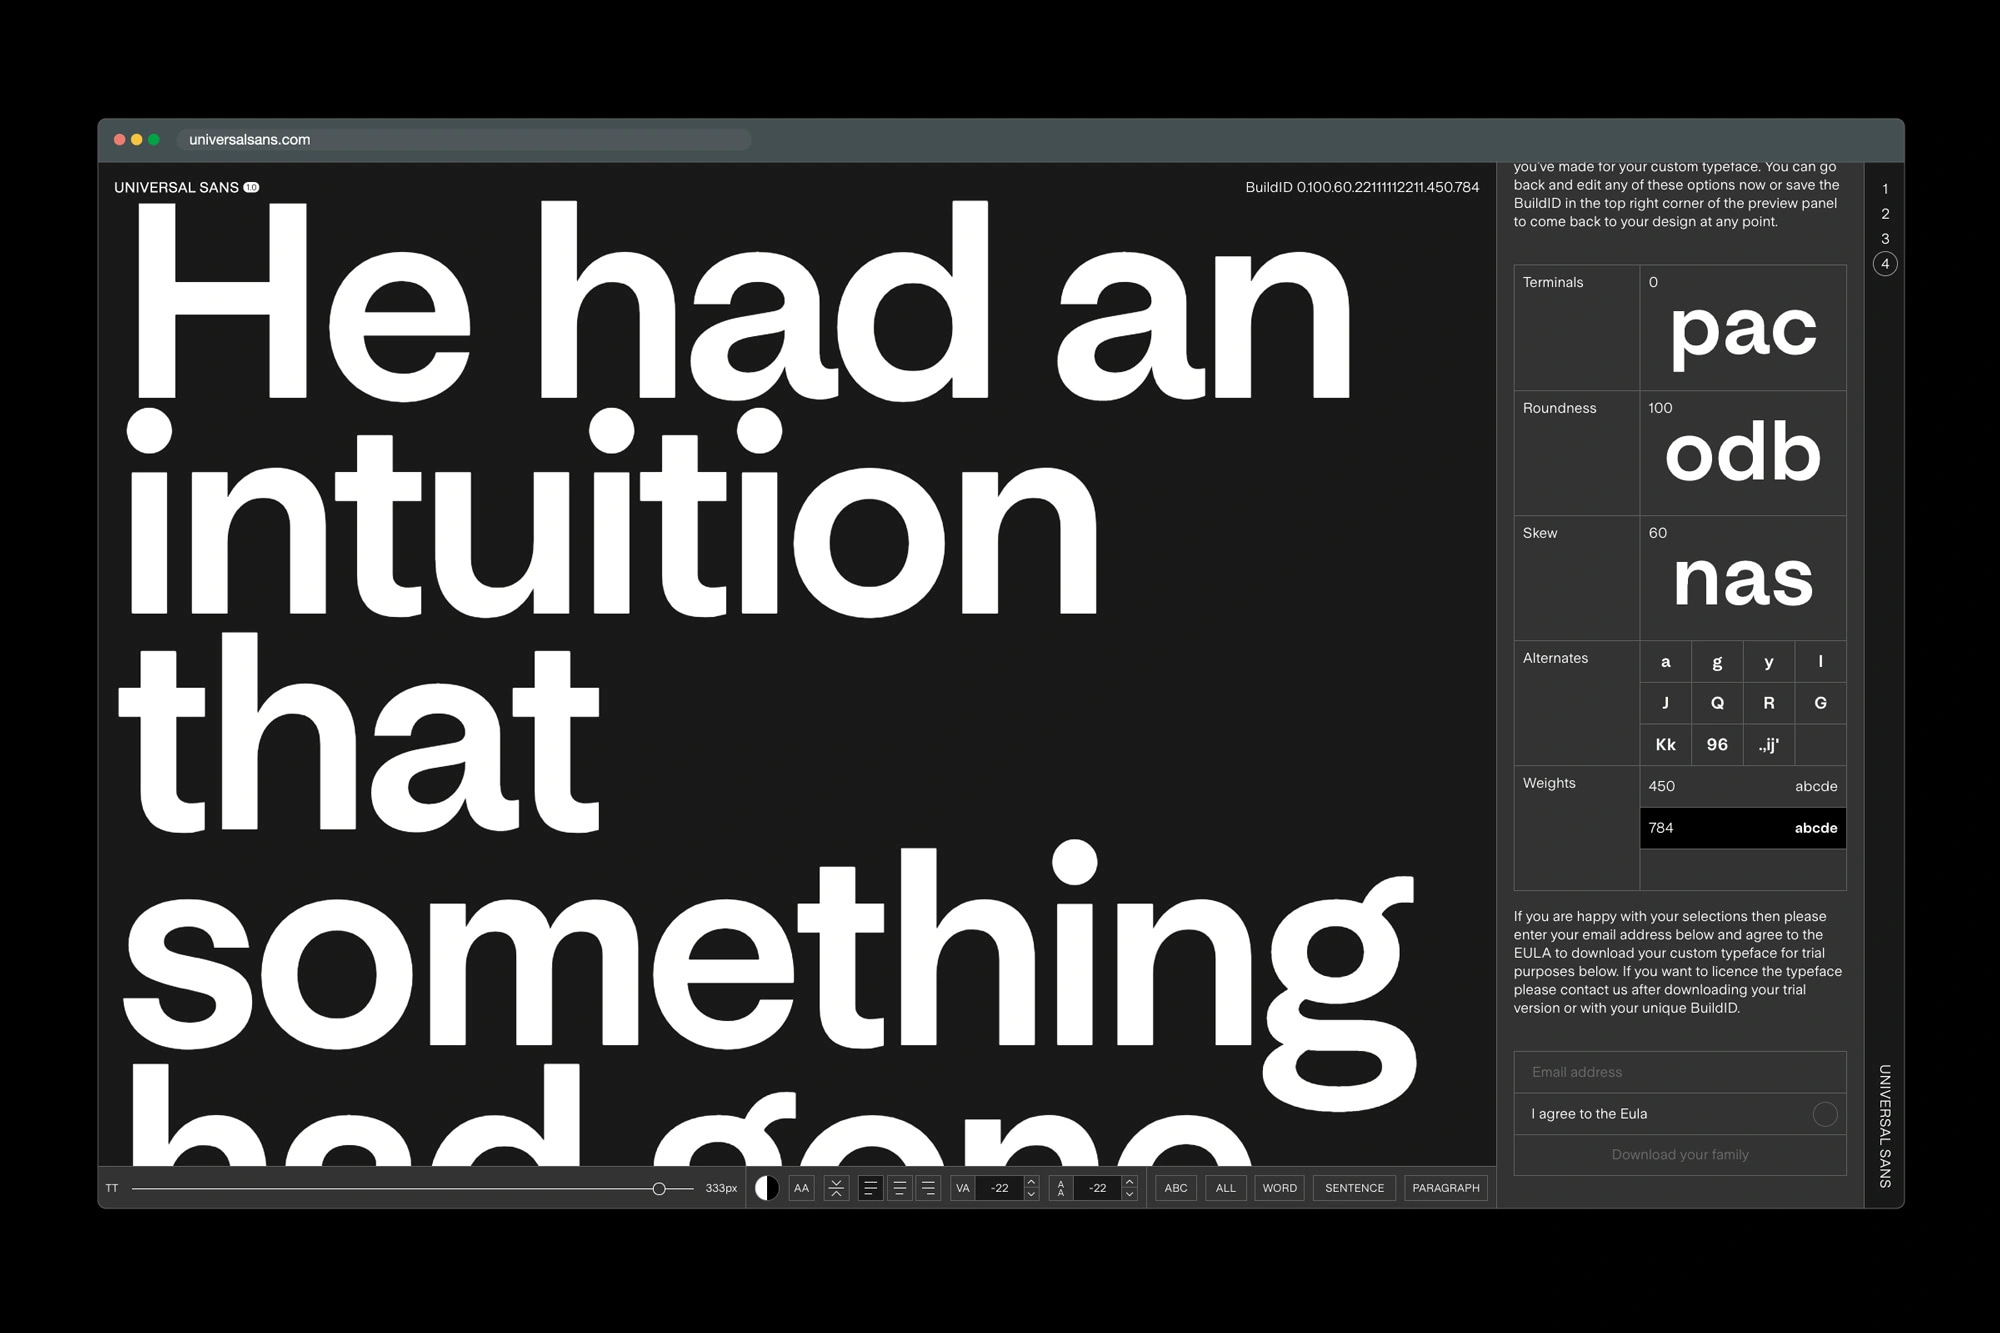 universalsans.com
UNIVERSAL SANS 1.0
BuildID 0.100.60.22111112211.450.784
He had an
intuition
that
something
had gone
TT
333px
AA
VA
-22
A
A
-22
ABC
ALL
WORD
SENTENCE
PARAGRAPH
you've made for your custom typeface. You can go
back and edit any of these options now or save the
BuildID in the top right corner of the preview panel
to come back to your design at any point.
Terminals
0
pac
Roundness
100
odb
Skew
60
nas
Alternates
a g y l
J Q R G
Kk 96 .,ij'
Weights
450 abcde
784 abcde
If you are happy with your selections then please
enter your email address below and agree to the
EULA to download your custom typeface for trial
purposes below. If you want to licence the typeface
please contact us after downloading your trial
version or with your unique BuildID.
Email address
I agree to the Eula
Download your family
1
2
3
4
UNIVERSAL SANS